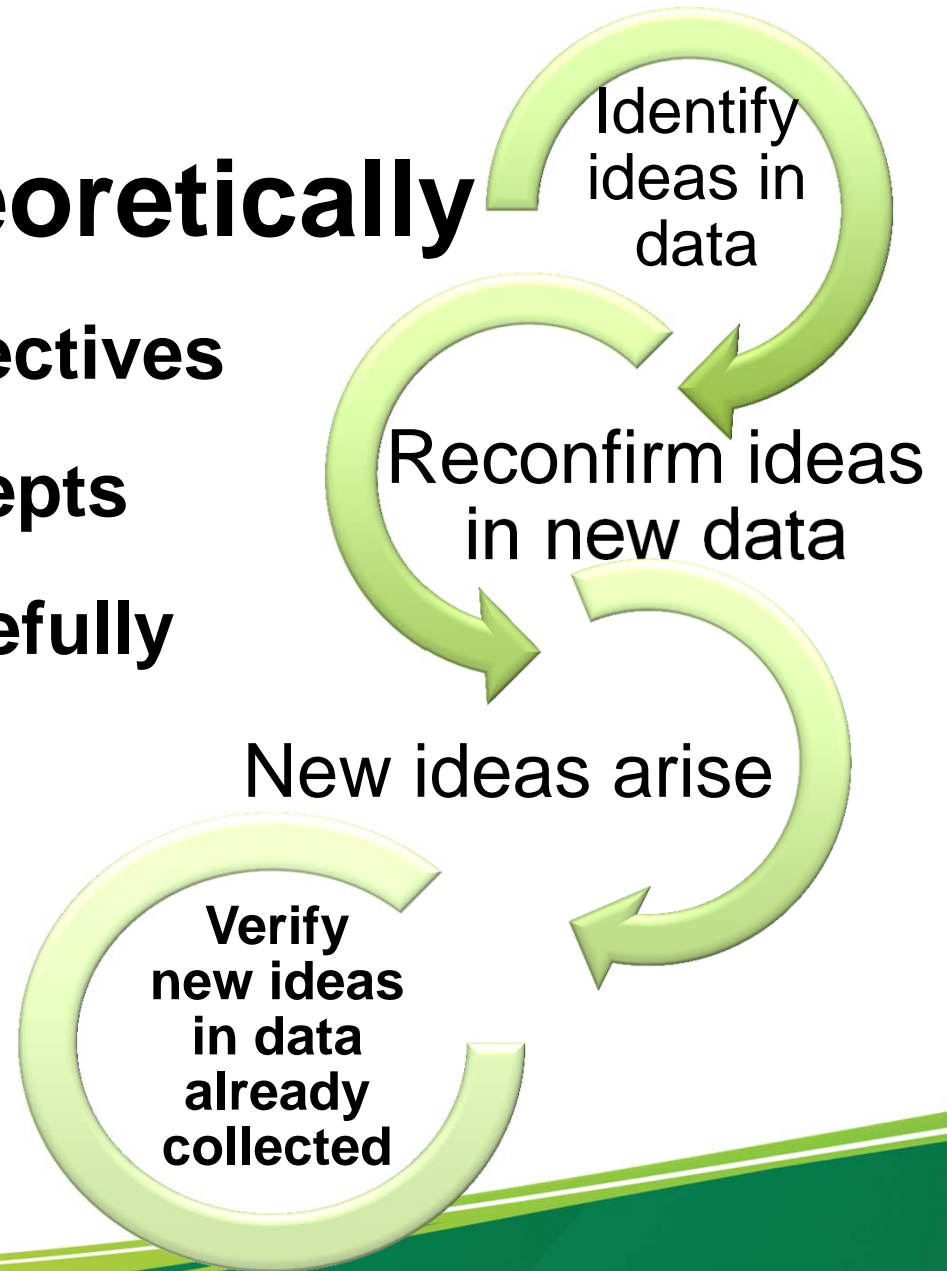 eoretically
ectives
epts
efully
Identify
ideas in
data
Reconfirm ideas
in new data
New ideas arise
Verify
new ideas
in data
already
collected